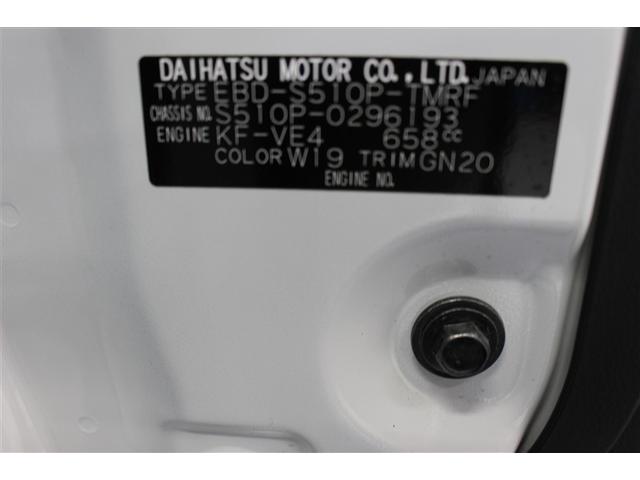 DAIHATSU MOTOR CO., LTD. JAPAN
TYPE EBD-S510P-TMRF
CHASSIS NO. S510P-0296193
ENGINE KF-VE4 658cc
COLOR W19 TRIM GN20
ENGINE NO.